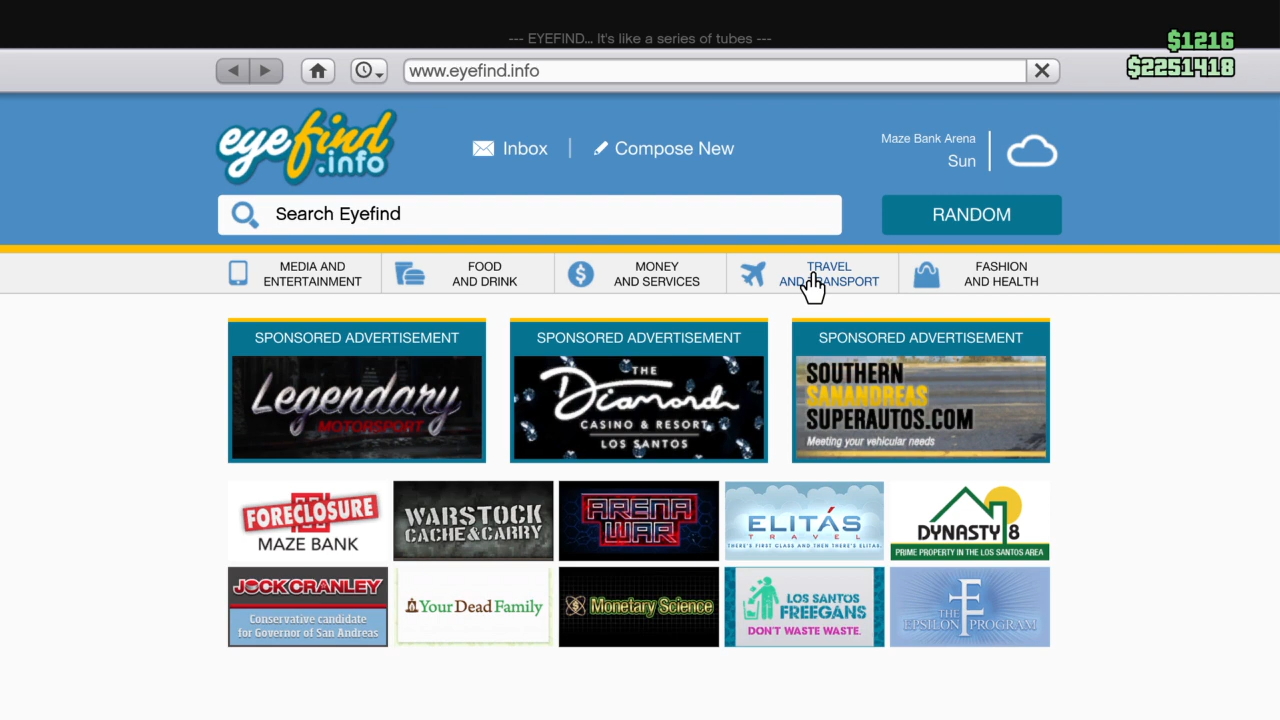 --- EYEFIND... It's like a series of tubes ---
$1216
$2251418
www.eyefind.info
eyefind
.info
Inbox
Compose New
Maze Bank Arena
Sun
Search Eyefind
RANDOM
MEDIA AND
ENTERTAINMENT
FOOD
AND DRINK
MONEY
AND SERVICES
TRAVEL
AND TRANSPORT
FASHION
AND HEALTH
SPONSORED ADVERTISEMENT
Legendary
MOTORSPORT
SPONSORED ADVERTISEMENT
THE
Diamond
CASINO & RESORT
LOS SANTOS
SPONSORED ADVERTISEMENT
SOUTHERN
SANANDREAS
SUPERAUTOS.COM
Meeting your vehicular needs
FORECLOSURE
MAZE BANK
WARSTOCK
CACHE&CARRY
ARENA
WAR
ELITÁS
TRAVEL
THERE'S FIRST CLASS AND THEN THERE'S ELITAS.
DYNASTY 8
PRIME PROPERTY IN THE LOS SANTOS AREA
JOCK CRANLEY
Conservative candidate
for Governor of San Andreas
Your Dead Family
Monetary Science
LOS SANTOS
FREEGANS
DON'T WASTE WASTE.
THE
EPSILON PROGRAM